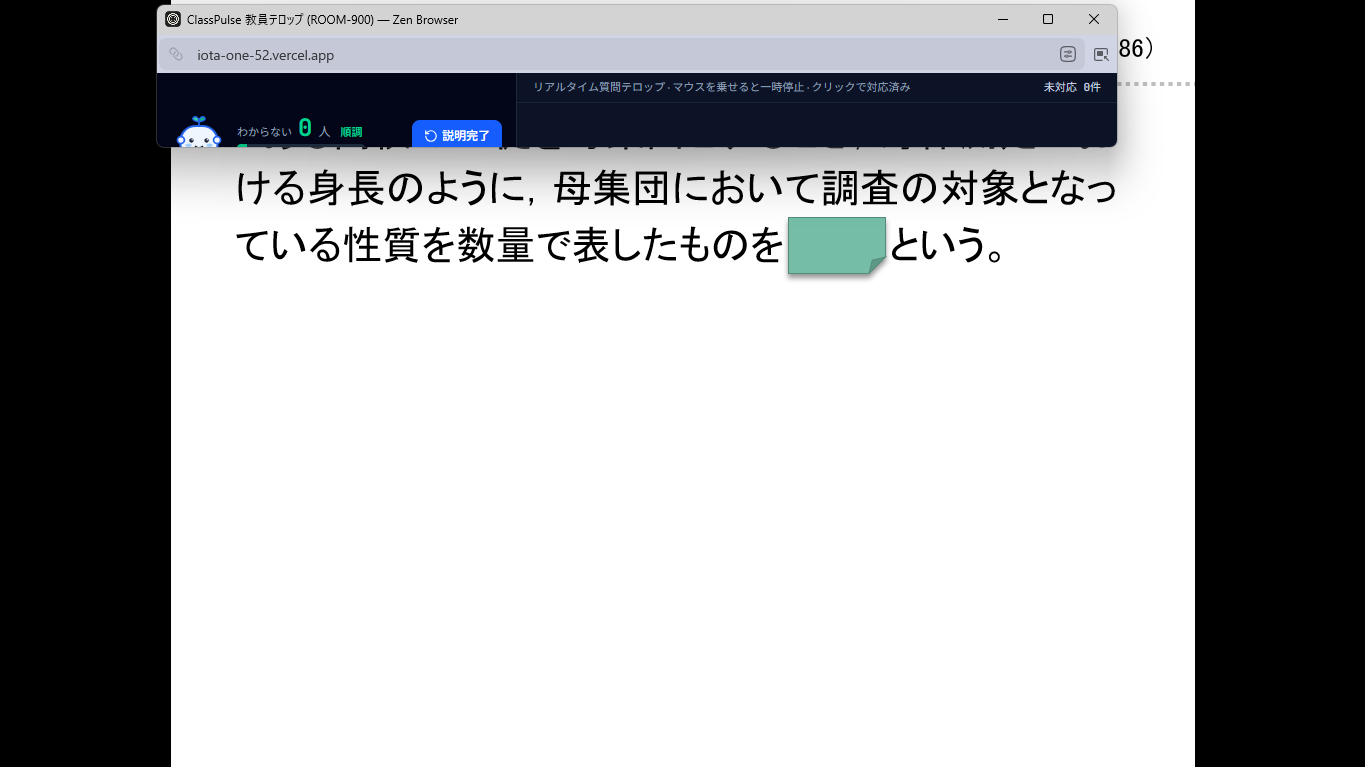 ClassPulse 教員テロップ (ROOM-900) — Zen Browser
iota-one-52.vercel.app
86）
リアルタイム質問テロップ・マウスを乗せると一時停止・クリックで対応済み
未対応 0件
わからない 0 人 順調
説明完了
ける身長のように，母集団において調査の対象となっ
ている性質を数量で表したものを
という。